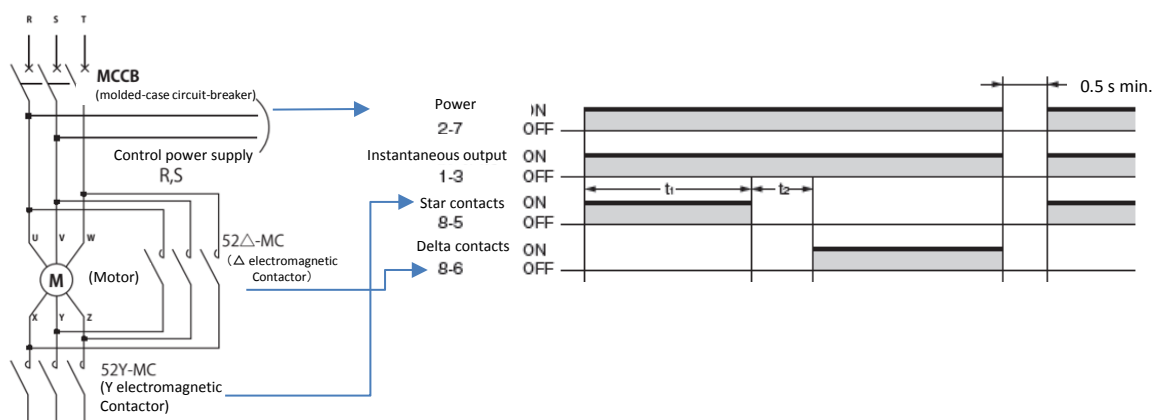 R S T
MCCB
(molded-case circuit-breaker)
Control power supply
R,S
U V W
52△-MC
(△ electromagnetic
Contactor)
M
(Motor)
X Y Z
52Y-MC
(Y electromagnetic
Contactor)
0.5 s min.
Power
2-7
ON
OFF
Instantaneous output
1-3
ON
OFF
t1
t2
Star contacts
8-5
ON
OFF
Delta contacts
8-6
ON
OFF